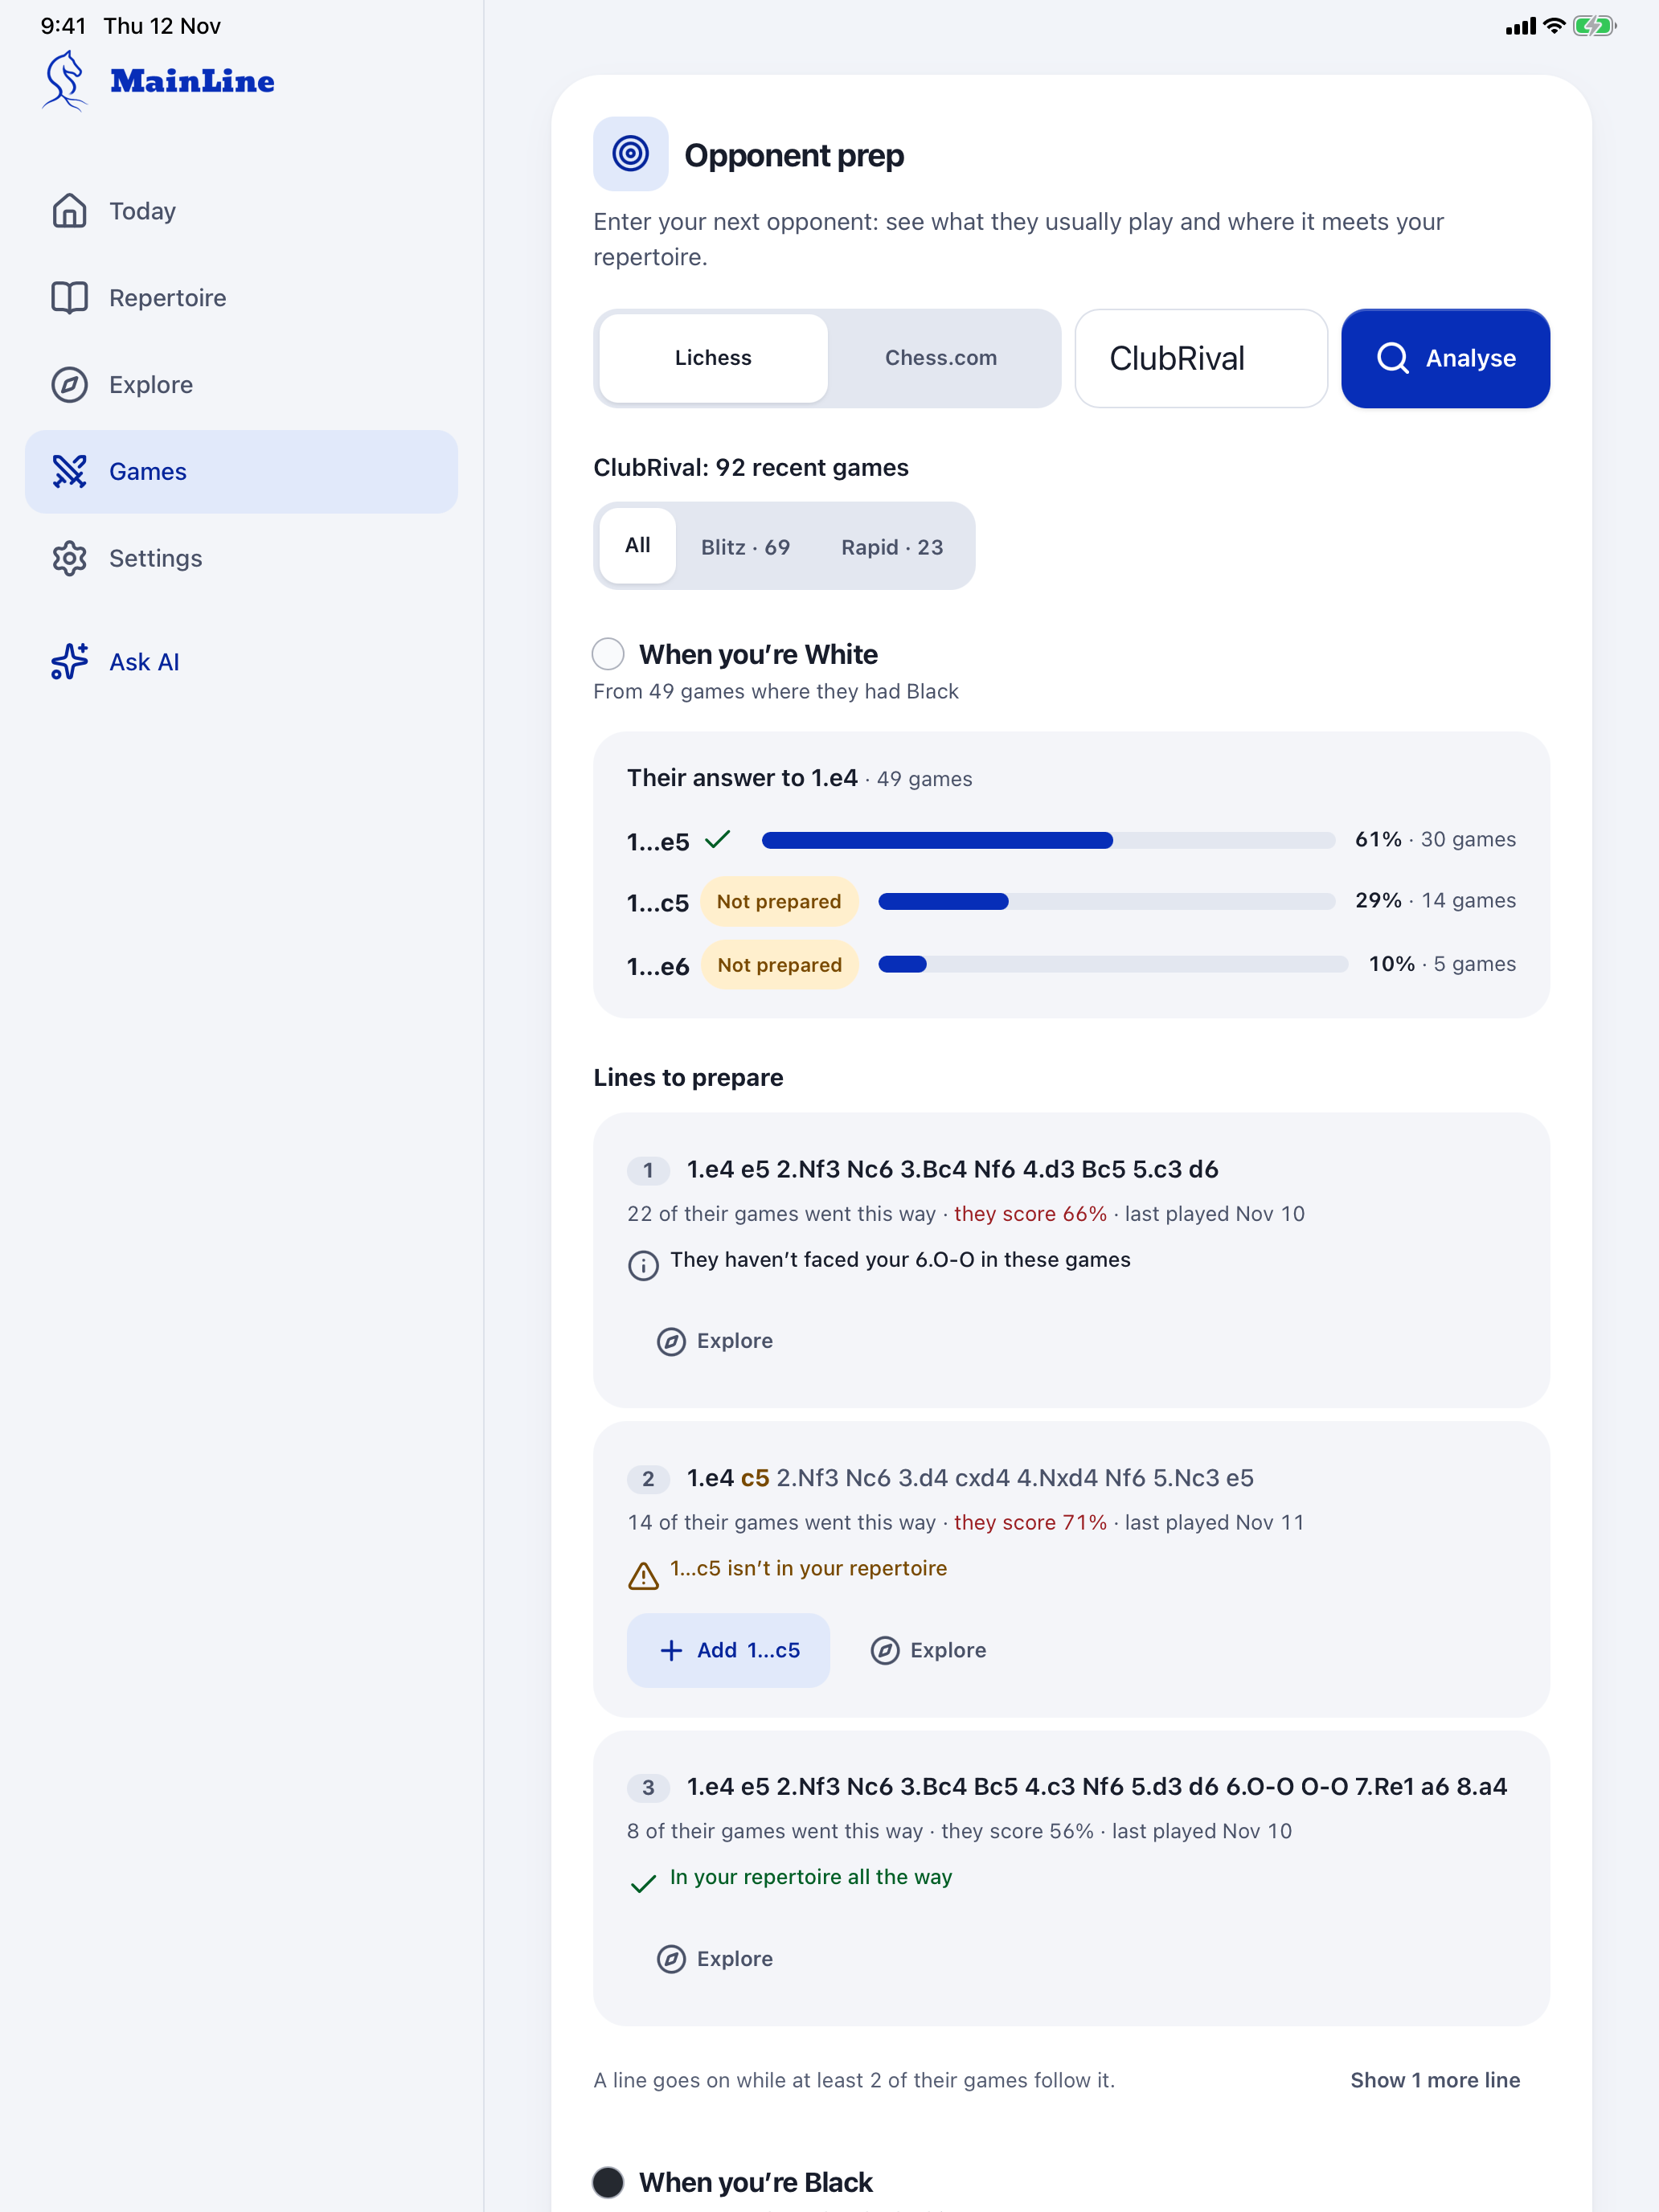 9:41 Thu 12 Nov
MainLine
Today
Repertoire
Explore
Games
Settings
Ask AI
Opponent prep
Enter your next opponent: see what they usually play and where it meets your
repertoire.
Lichess
Chess.com
ClubRival
Analyse
ClubRival: 92 recent games
All
Blitz · 69
Rapid · 23
When you’re White
From 49 games where they had Black
Their answer to 1.e4 · 49 games
1…e5 61% · 30 games
1…c5 Not prepared 29% · 14 games
1…e6 Not prepared 10% · 5 games
Lines to prepare
1 1.e4 e5 2.Nf3 Nc6 3.Bc4 Nf6 4.d3 Bc5 5.c3 d6
22 of their games went this way · they score 66% · last played Nov 10
They haven’t faced your 6.O-O in these games
Explore
2 1.e4 c5 2.Nf3 Nc6 3.d4 cxd4 4.Nxd4 Nf6 5.Nc3 e5
14 of their games went this way · they score 71% · last played Nov 11
1…c5 isn’t in your repertoire
Add 1…c5
Explore
3 1.e4 e5 2.Nf3 Nc6 3.Bc4 Bc5 4.c3 Nf6 5.d3 d6 6.O-O O-O 7.Re1 a6 8.a4
8 of their games went this way · they score 56% · last played Nov 10
In your repertoire all the way
Explore
A line goes on while at least 2 of their games follow it.
Show 1 more line
When you’re Black